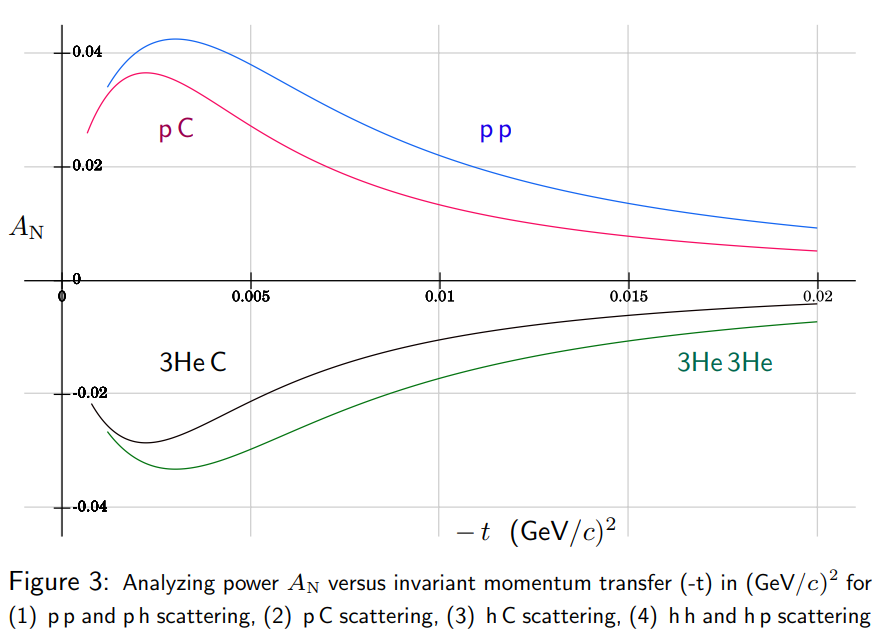 0.04
p C
p p
0.02
A_N
0
0 0.005 0.01 0.015 0.02
3He C
3He 3He
-0.02
-0.04
− t (GeV/c)²
Figure 3: Analyzing power A_N versus invariant momentum transfer (-t) in (GeV/c)² for
(1) p p and p h scattering, (2) p C scattering, (3) h C scattering, (4) h h and h p scattering